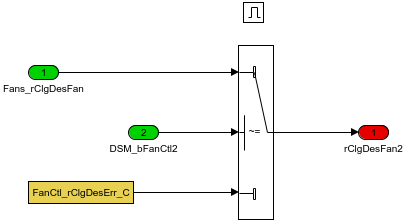 1
Fans_rClgDesFan
2
~=
DSM_bFanCtl2
1
rClgDesFan2
FanCtl_rClgDesErr_C